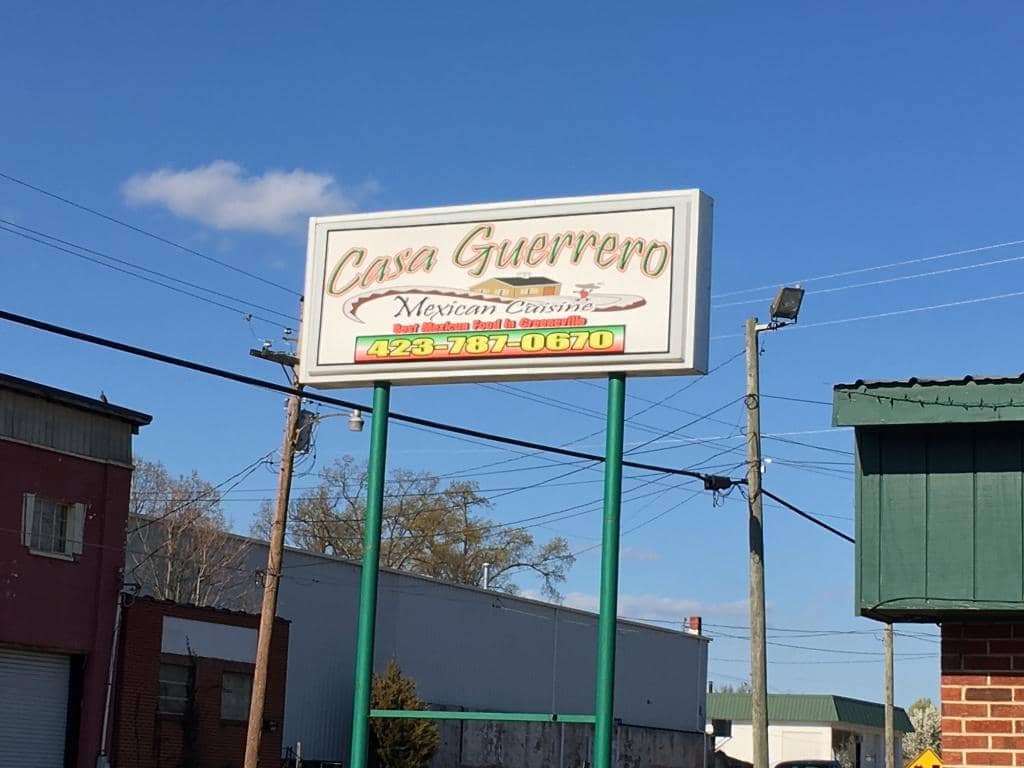 Casa Guerrero
Mexican Cuisine
Best Mexican Food In Greeneville
423-787-0670